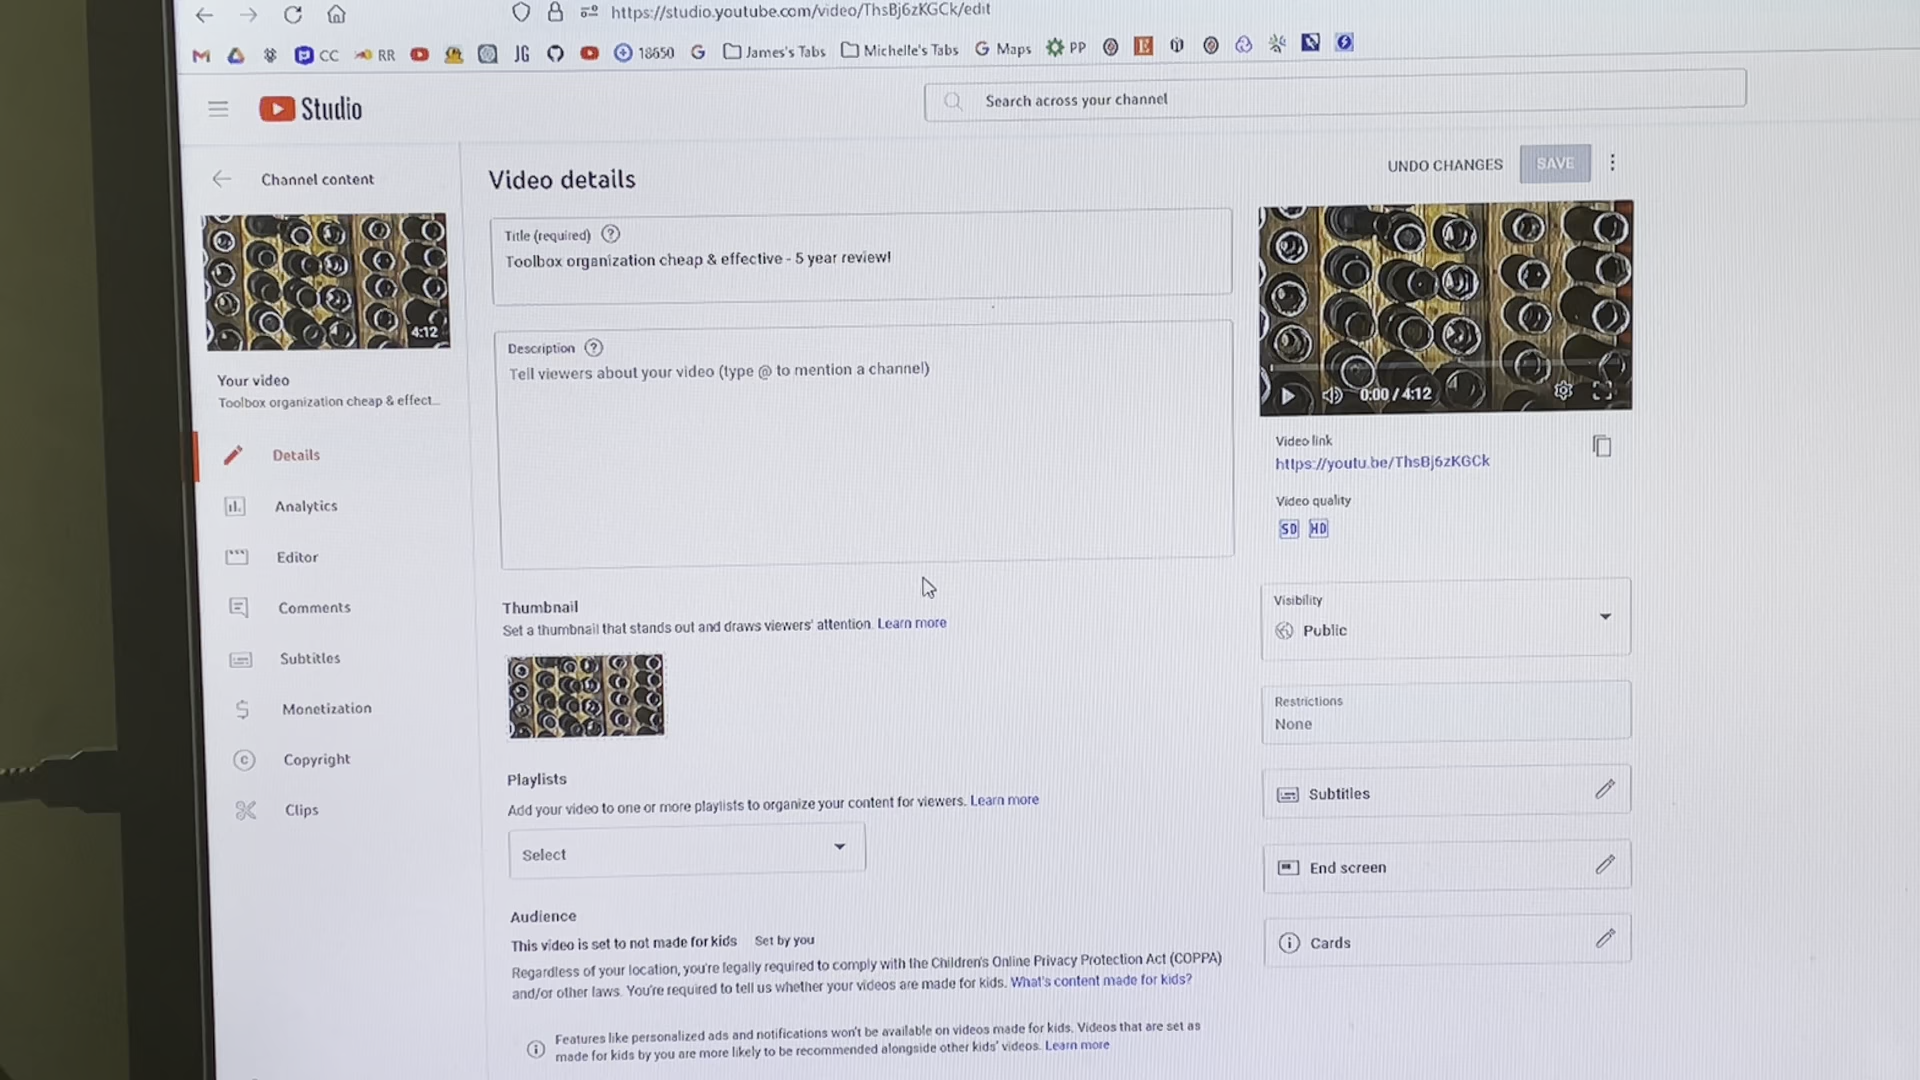 https://studio.youtube.com/video/ThsBj6zKGCk/edit
CC RR JG 18650 James's Tabs Michelle's Tabs Maps PP
Studio
Search across your channel
Channel content
4:12
Your video
Toolbox organization cheap & effect...
Details
Analytics
Editor
Comments
Subtitles
Monetization
Copyright
Clips
Video details
UNDO CHANGES
SAVE
Title (required)
Toolbox organization cheap & effective - 5 year review!
Description
Tell viewers about your video (type @ to mention a channel)
Thumbnail
Set a thumbnail that stands out and draws viewers' attention. Learn more
Playlists
Add your video to one or more playlists to organize your content for viewers. Learn more
Select
Audience
This video is set to not made for kids Set by you
Regardless of your location, you're legally required to comply with the Children's Online Privacy Protection Act (COPPA)
and/or other laws. You're required to tell us whether your videos are made for kids. What's content made for kids?
Features like personalized ads and notifications won't be available on videos made for kids. Videos that are set as
made for kids by you are more likely to be recommended alongside other kids' videos. Learn more
0:00 / 4:12
Video link
https://youtu.be/ThsBj6zKGCk
Video quality
SD HD
Visibility
Public
Restrictions
None
Subtitles
End screen
Cards